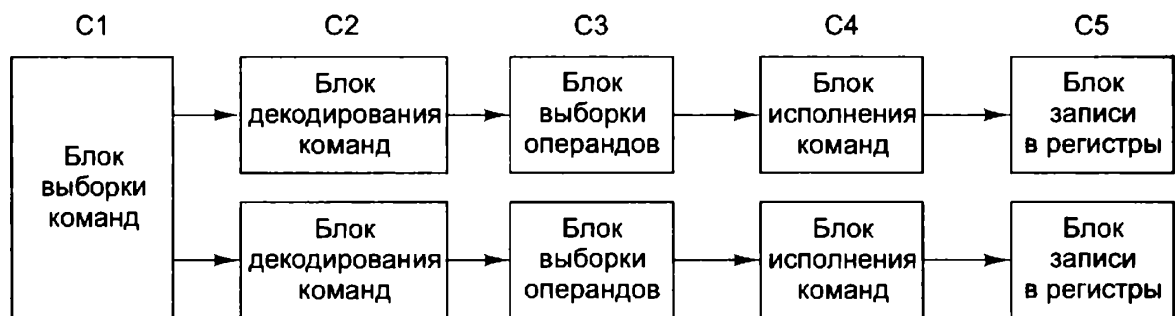 C1
C2
C3
C4
C5
Блок
выборки
команд
Блок
декодирования
команд
Блок
выборки
операндов
Блок
исполнения
команд
Блок
записи
в регистры
Блок
декодирования
команд
Блок
выборки
операндов
Блок
исполнения
команд
Блок
записи
в регистры